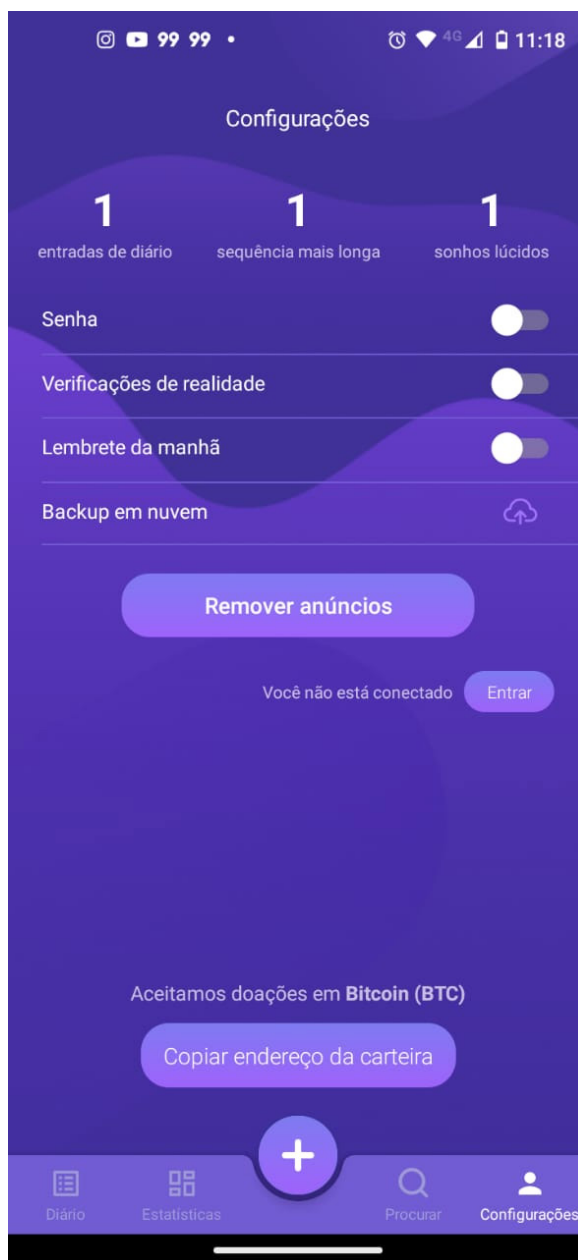 99 99 4G 11:18
Configurações
1 1 1
entradas de diário sequência mais longa sonhos lúcidos
Senha
Verificações de realidade
Lembrete da manhã
Backup em nuvem
Remover anúncios
Você não está conectado Entrar
Aceitamos doações em Bitcoin (BTC)
Copiar endereço da carteira
+
Diário Estatísticas Procurar Configurações